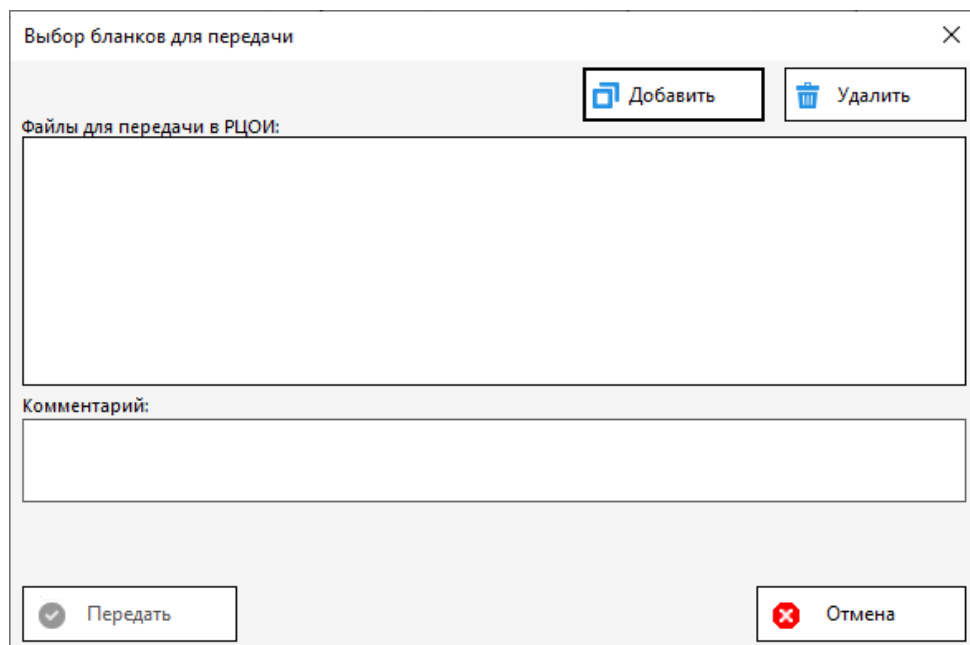 Выбор бланков для передачи
Добавить
Удалить
Файлы для передачи в РЦОИ:
Комментарий:
Передать
Отмена